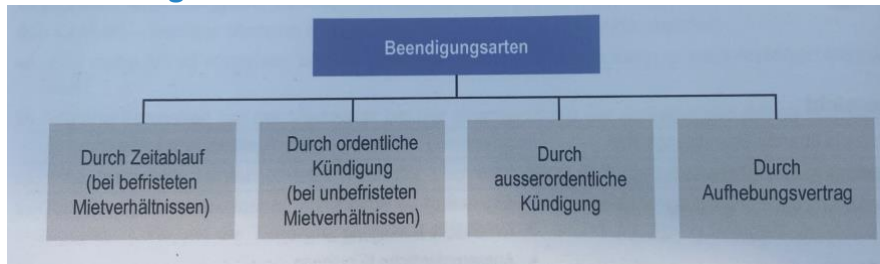 Beendigungsarten
Durch Zeitablauf
(bei befristeten
Mietverhältnissen)
Durch ordentliche
Kündigung
(bei unbefristeten
Mietverhältnissen)
Durch
ausserordentliche
Kündigung
Durch
Aufhebungsvertrag